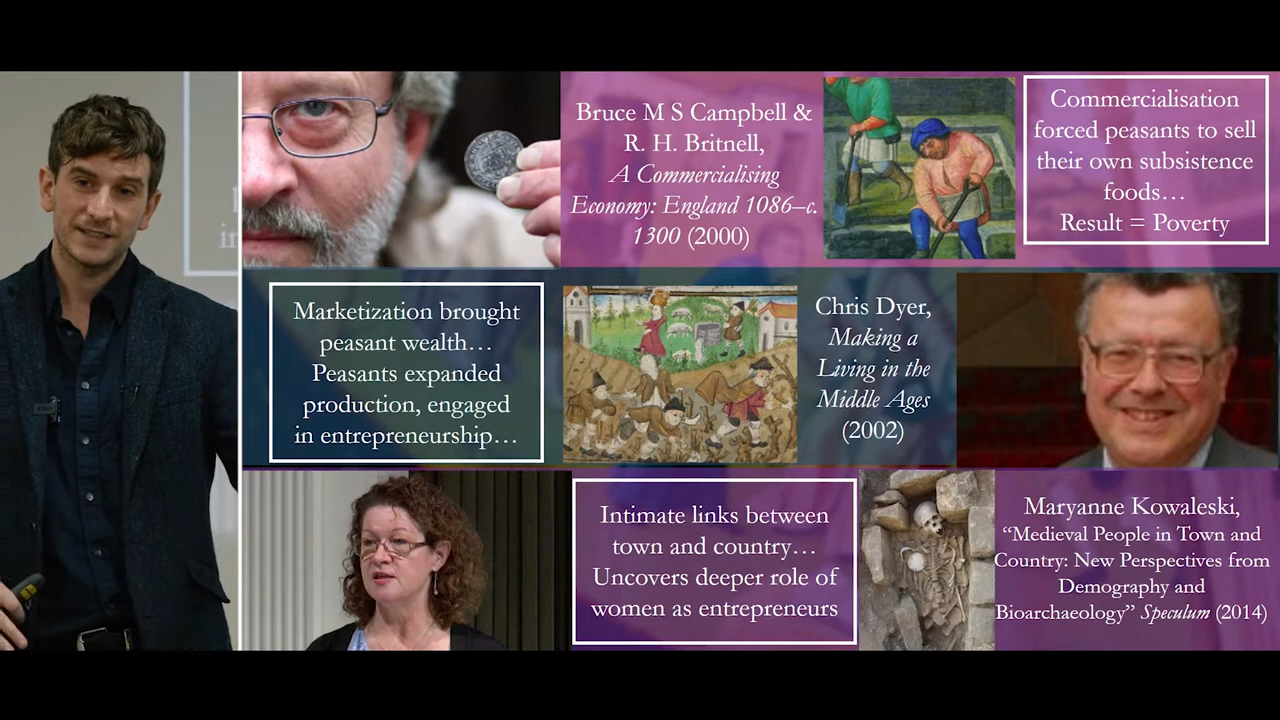 Bruce M S Campbell &
R. H. Britnell,
A Commercialising
Economy: England 1086–c.
1300 (2000)
Commercialisation
forced peasants to sell
their own subsistence
foods…
Result = Poverty
Marketization brought
peasant wealth…
Peasants expanded
production, engaged
in entrepreneurship…
Chris Dyer,
Making a
Living in the
Middle Ages
(2002)
Intimate links between
town and country…
Uncovers deeper role of
women as entrepreneurs
Maryanne Kowaleski,
“Medieval People in Town and
Country: New Perspectives from
Demography and
Bioarchaeology” Speculum (2014)